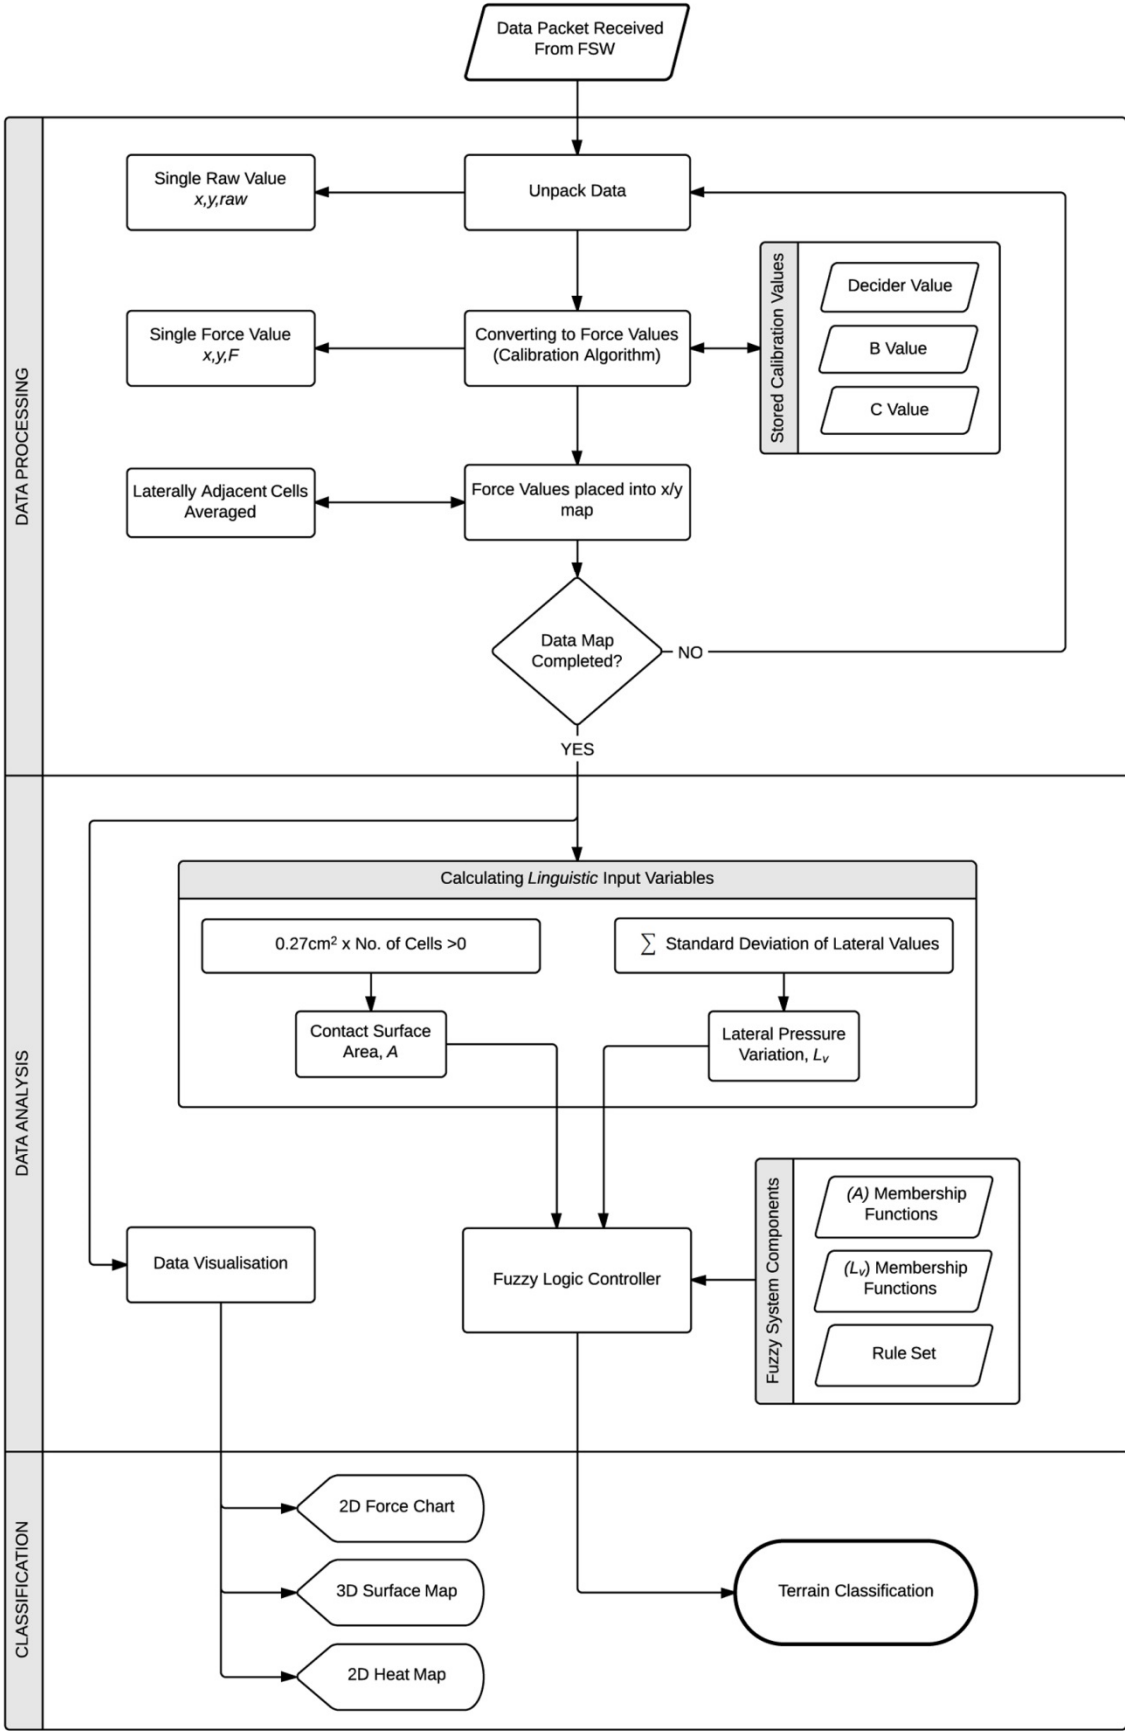 Data Packet Received
From FSW
DATA PROCESSING
Single Raw Value
x,y,raw
Unpack Data
Single Force Value
x,y,F
Converting to Force Values
(Calibration Algorithm)
Stored Calibration Values
Decider Value
B Value
C Value
Laterally Adjacent Cells
Averaged
Force Values placed into x/y
map
Data Map
Completed?
NO
YES
DATA ANALYSIS
Calculating Linguistic Input Variables
0.27cm² x No. of Cells >0
∑ Standard Deviation of Lateral Values
Contact Surface
Area, A
Lateral Pressure
Variation, Lᵥ
Data Visualisation
Fuzzy Logic Controller
Fuzzy System Components
(A) Membership
Functions
(Lᵥ) Membership
Functions
Rule Set
CLASSIFICATION
2D Force Chart
3D Surface Map
2D Heat Map
Terrain Classification